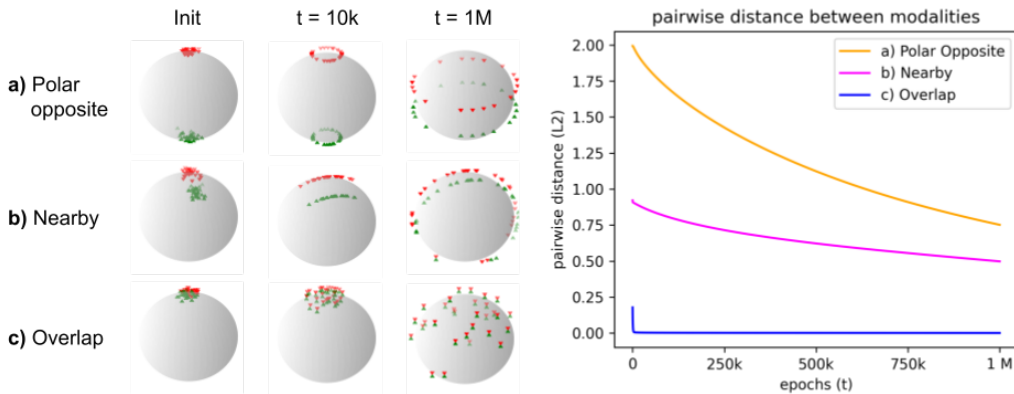 Init t = 10k t = 1M
a) Polar
opposite
b) Nearby
c) Overlap
pairwise distance between modalities
a) Polar Opposite
b) Nearby
c) Overlap
pairwise distance (L2)
2.00
1.75
1.50
1.25
1.00
0.75
0.50
0.25
0.00
0 250k 500k 750k 1 M
epochs (t)